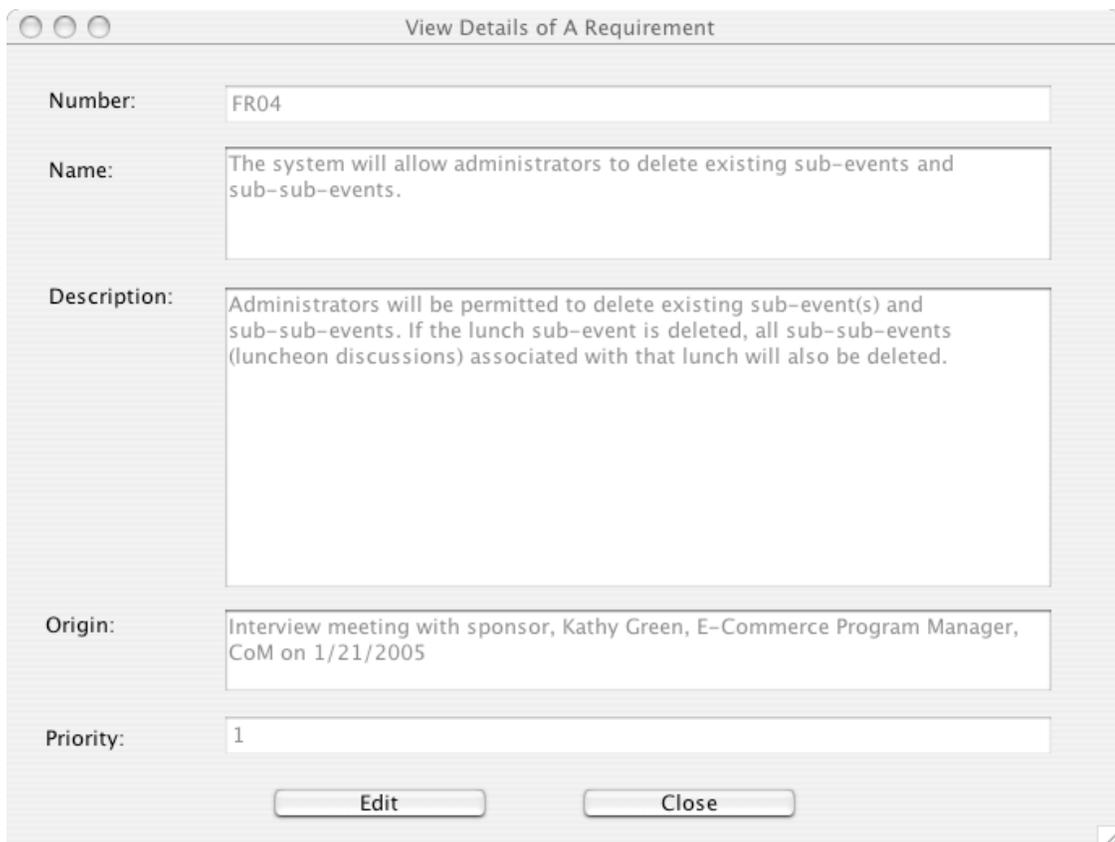 View Details of A Requirement
Number:
FR04
Name:
The system will allow administrators to delete existing sub-events and
sub-sub-events.
Description:
Administrators will be permitted to delete existing sub-event(s) and
sub-sub-events. If the lunch sub-event is deleted, all sub-sub-events
(luncheon discussions) associated with that lunch will also be deleted.
Origin:
Interview meeting with sponsor, Kathy Green, E-Commerce Program Manager,
CoM on 1/21/2005
Priority:
1
Edit
Close